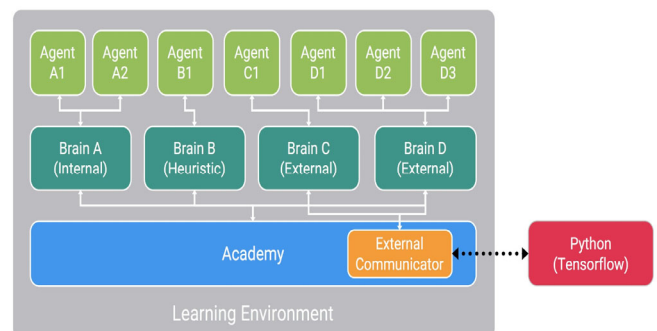 Agent Agent Agent Agent Agent Agent Agent
A1 A2 B1 C1 D1 D2 D3
Brain A Brain B Brain C Brain D
(Internal) (Heuristic) (External) (External)
Academy
External
Communicator
Python
(Tensorflow)
Learning Environment